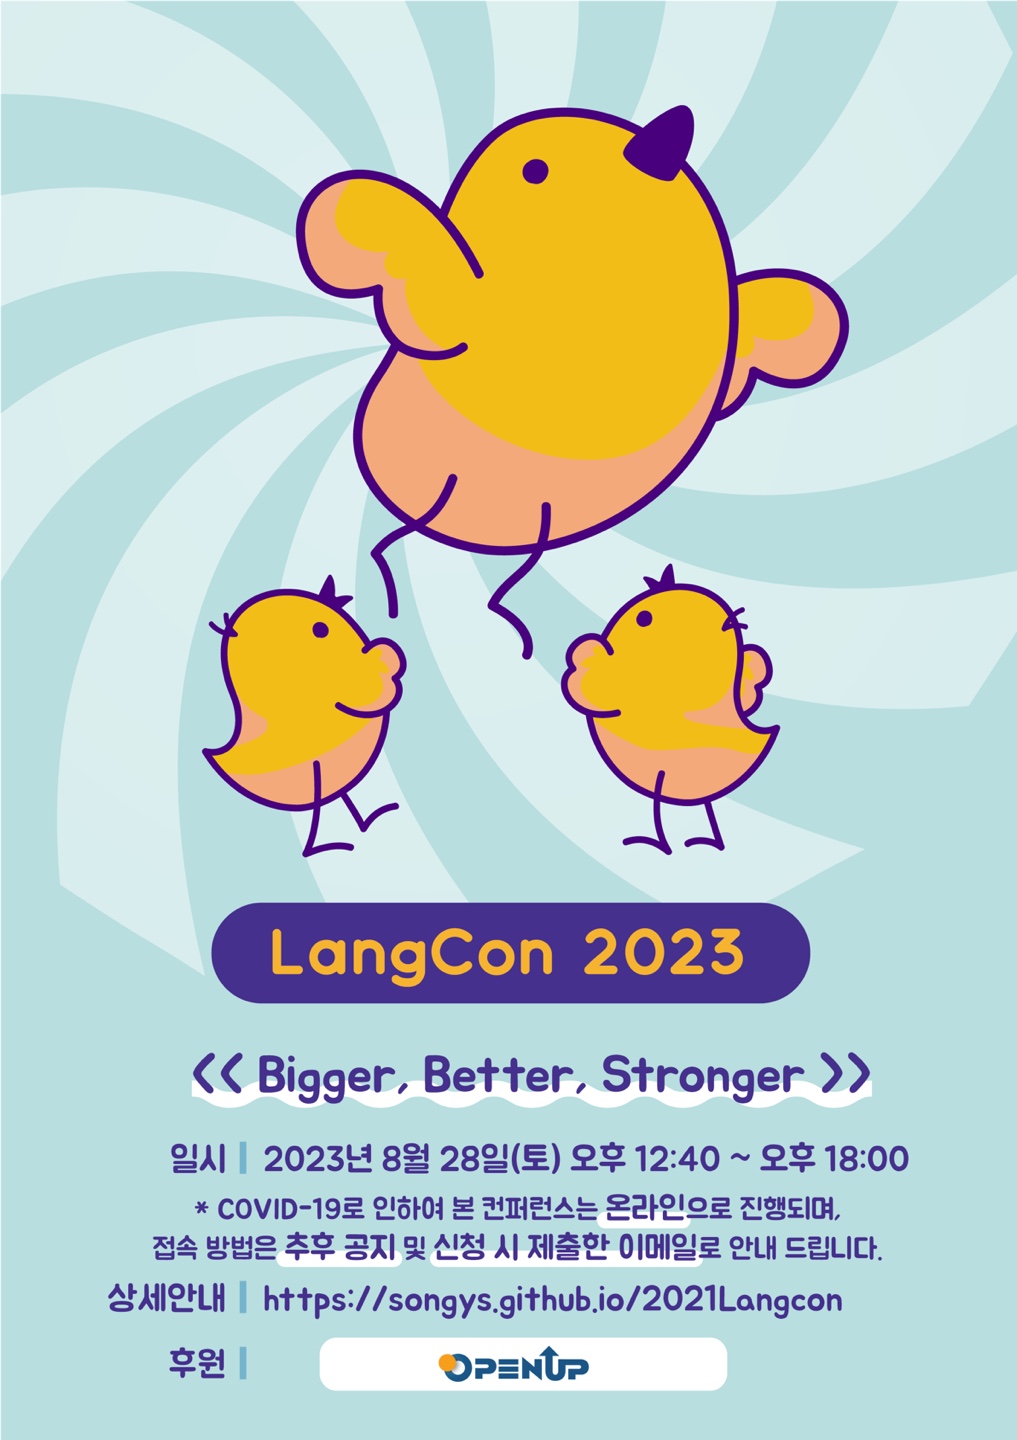 LangCon 2023
<< Bigger, Better, Stronger >>
일시 | 2023년 8월 28일(토) 오후 12:40 ~ 오후 18:00
* COVID-19로 인하여 본 컨퍼런스는 온라인으로 진행되며,
접속 방법은 추후 공지 및 신청 시 제출한 이메일로 안내 드립니다.
상세안내 | https://songys.github.io/2021Langcon
후원 | OPENUP